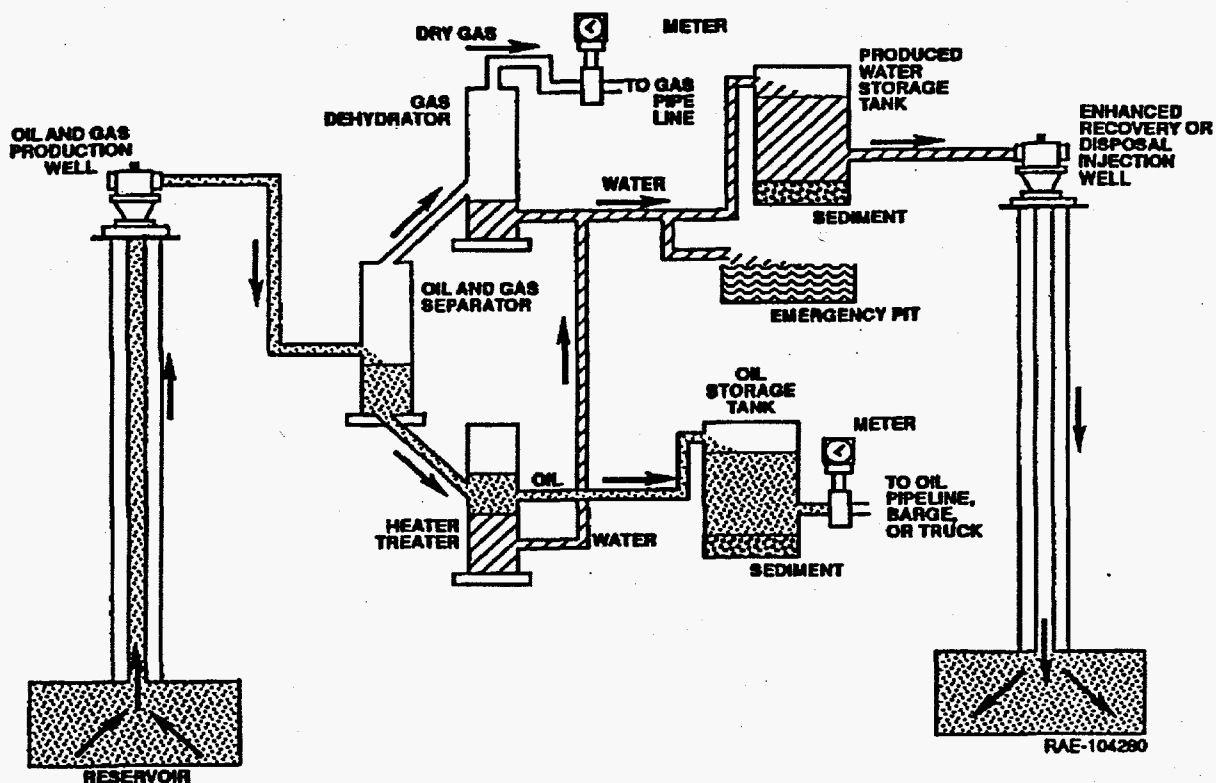 DRY GAS
METER
GAS
DEHYDRATOR
TO GAS
PIPE
LINE
PRODUCED
WATER
STORAGE
TANK
OIL AND GAS
PRODUCTION
WELL
ENHANCED
RECOVERY OR
DISPOSAL
INJECTION
WELL
WATER
SEDIMENT
OIL AND GAS
SEPARATOR
EMERGENCY PIT
OIL
STORAGE
TANK
METER
OIL
TO OIL
PIPELINE,
BARGE,
OR TRUCK
HEATER
TREATER
WATER
SEDIMENT
RESERVOIR
RAE-104280